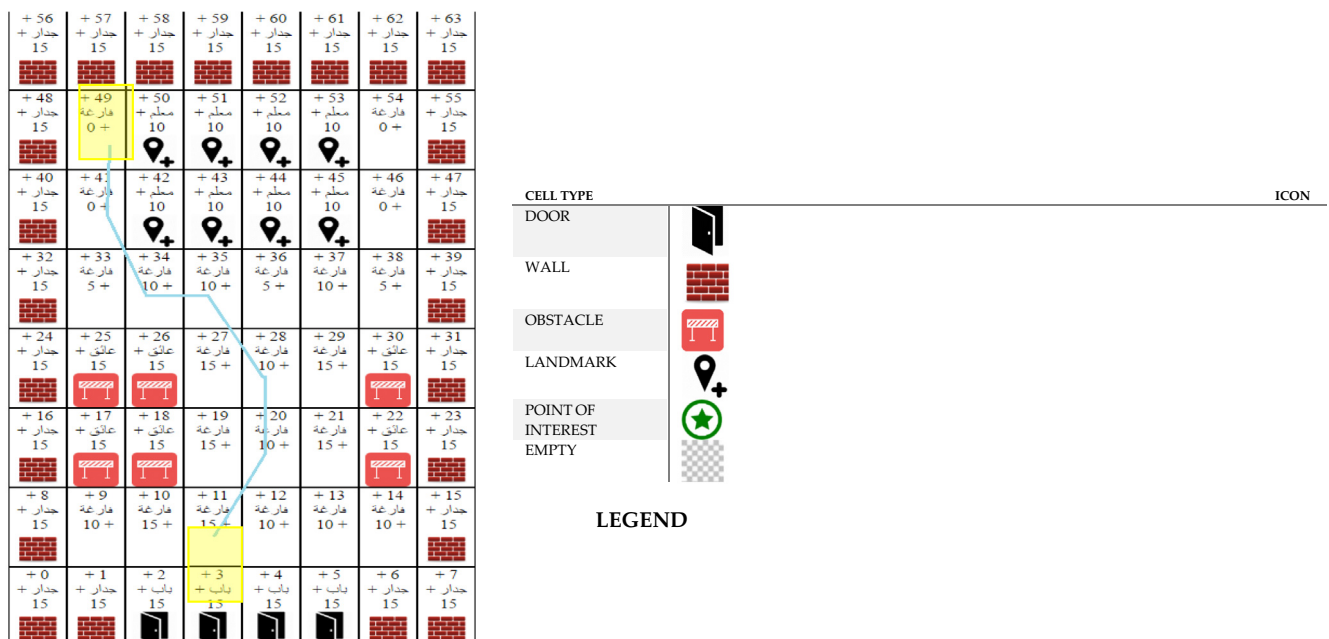 + 56 + 57 + 58 + 59 + 60 + 61 + 62 + 63
جدار + جدار + جدار + جدار + جدار + جدار + جدار + جدار +
15 15 15 15 15 15 15 15
+ 48 + 49 + 50 + 51 + 52 + 53 + 54 + 55
جدار + فارغة معلم + معلم + معلم + معلم + فارغة جدار +
15 0 + 10 10 10 10 0 + 15
+ 40 + 41 + 42 + 43 + 44 + 45 + 46 + 47
جدار + فارغة معلم + معلم + معلم + معلم + فارغة جدار +
15 0 + 10 10 10 10 0 + 15
+ 32 + 33 + 34 + 35 + 36 + 37 + 38 + 39
جدار + فارغة فارغة فارغة فارغة فارغة فارغة جدار +
15 5 + 10 + 10 + 5 + 10 + 5 + 15
+ 24 + 25 + 26 + 27 + 28 + 29 + 30 + 31
جدار + عائق + عائق + فارغة فارغة فارغة عائق + جدار +
15 15 15 15 + 10 + 15 + 15 15
+ 16 + 17 + 18 + 19 + 20 + 21 + 22 + 23
جدار + عائق + عائق + فارغة فارغة فارغة عائق + جدار +
15 15 15 15 + 10 + 15 + 15 15
+ 8 + 9 + 10 + 11 + 12 + 13 + 14 + 15
جدار + فارغة فارغة فارغة فارغة فارغة فارغة جدار +
15 10 + 15 + 15 + 10 + 10 + 10 + 15
+ 0 + 1 + 2 + 3 + 4 + 5 + 6 + 7
جدار + جدار + باب + باب + باب + باب + جدار + جدار +
15 15 15 15 15 15 15 15
CELL TYPE ICON
DOOR
WALL
OBSTACLE
LANDMARK
POINT OF
INTEREST
EMPTY
LEGEND